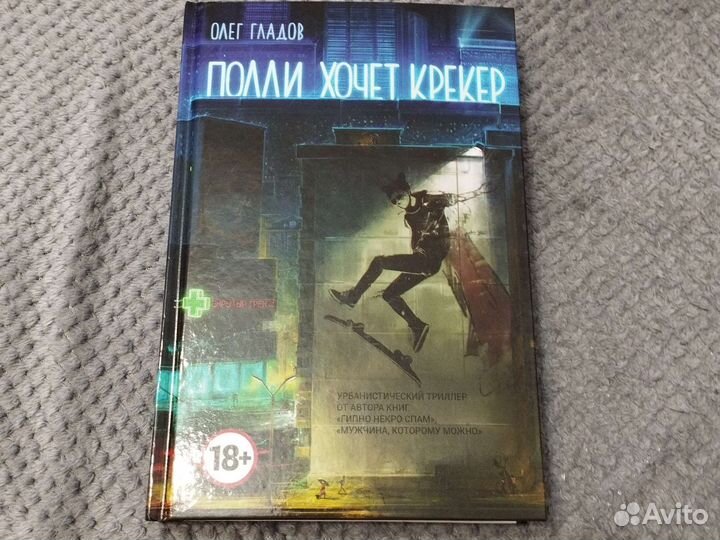 ОЛЕГ ГЛАДОВ
ПОЛЛИ ХОЧЕТ КРЕКЕР
УРБАНИСТИЧЕСКИЙ ТРИЛЛЕР
ОТ АВТОРА КНИГ
«ГИПНО НЕКРО СПАМ»,
«МУЖЧИНА, КОТОРОМУ МОЖНО»
18+
Avito